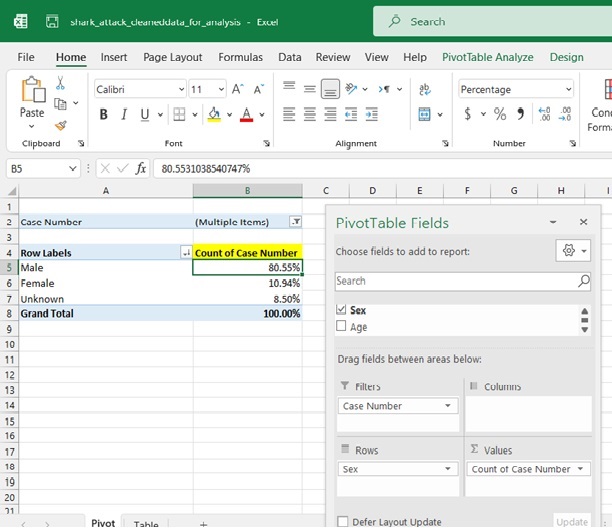 shark_attack_cleaneddata_for_analysis - Excel
Search
File Home Insert Page Layout Formulas Data Review View Help PivotTable Analyze Design
Paste
Calibri 11 A^ A˅
B I U A
ab
Percentage
$ % 9
Clipboard Font Alignment Number
B5 fx 80.5531038540747%
A B C D E F G H
1
2 Case Number (Multiple Items)
3
4 Row Labels Count of Case Number
5 Male 80.55%
6 Female 10.94%
7 Unknown 8.50%
8 Grand Total 100.00%
9
10
11
12
13
14
15
16
17
18
19
20
21
PivotTable Fields
Choose fields to add to report:
Search
Sex
Age
Drag fields between areas below:
Filters Columns
Case Number
Rows Σ Values
Sex Count of Case Number
Defer Layout Update Update
Pivot Table +